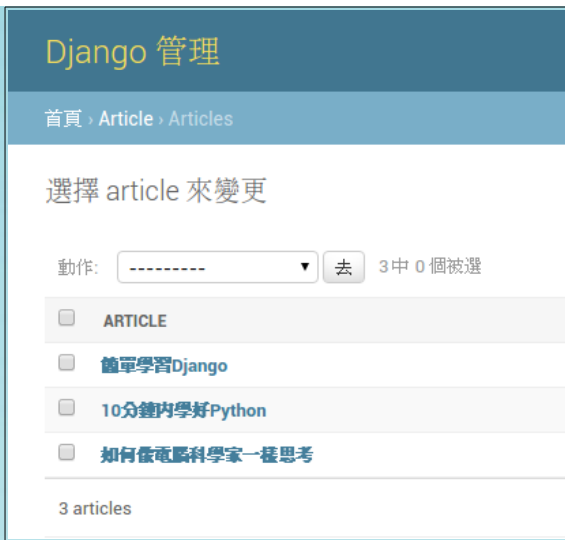 Django 管理
首頁 › Article › Articles
選擇 article 來變更
動作: --------- 去 3中 0 個被選
ARTICLE
簡單學習Django
10分鐘內學好Python
如何像電腦科學家一樣思考
3 articles